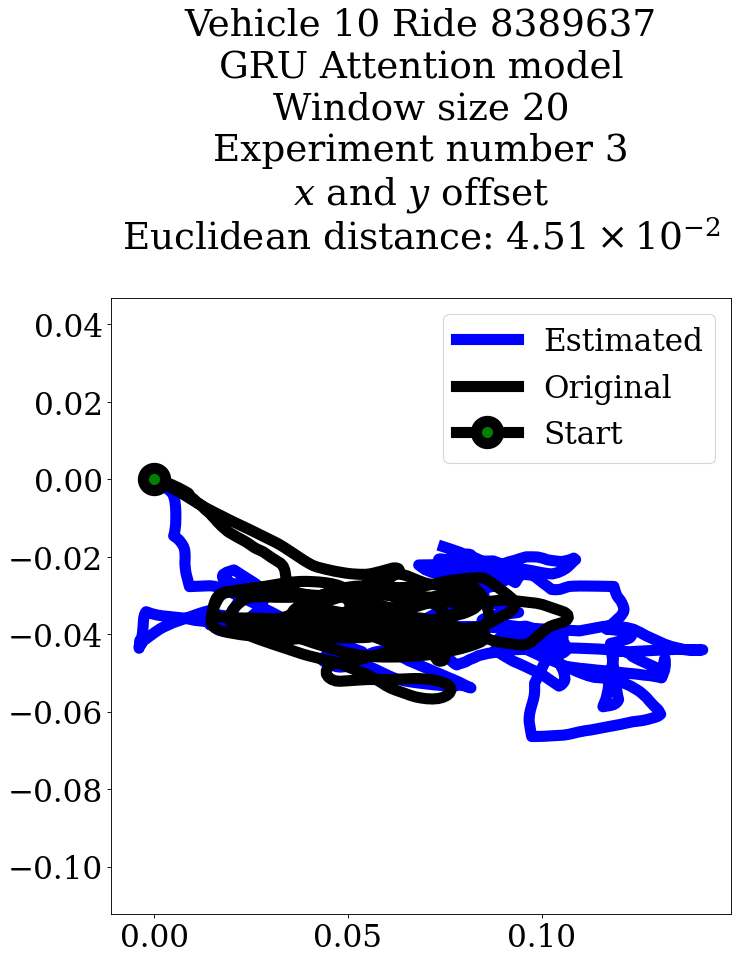 Vehicle 10 Ride 8389637
GRU Attention model
Window size 20
Experiment number 3
x and y offset
Euclidean distance: 4.51 × 10⁻²
Estimated
Original
Start
0.04
0.02
0.00
−0.02
−0.04
−0.06
−0.08
−0.10
0.00 0.05 0.10